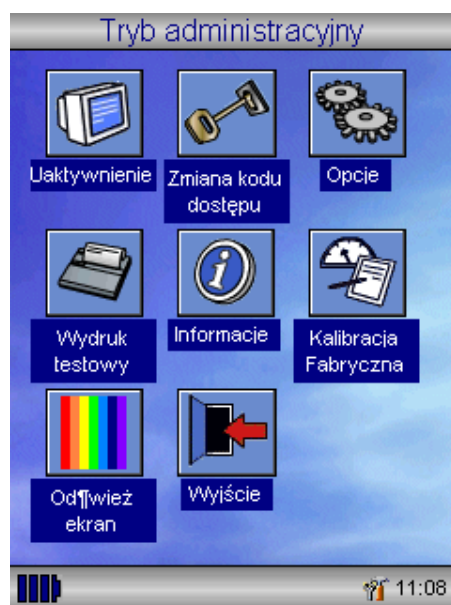 Tryb administracyjny
Uaktywnienie
Zmiana kodu
dostępu
Opcje
Wydruk
testowy
Informacje
Kalibracja
Fabryczna
Od¶wież
ekran
Wyjście
11:08